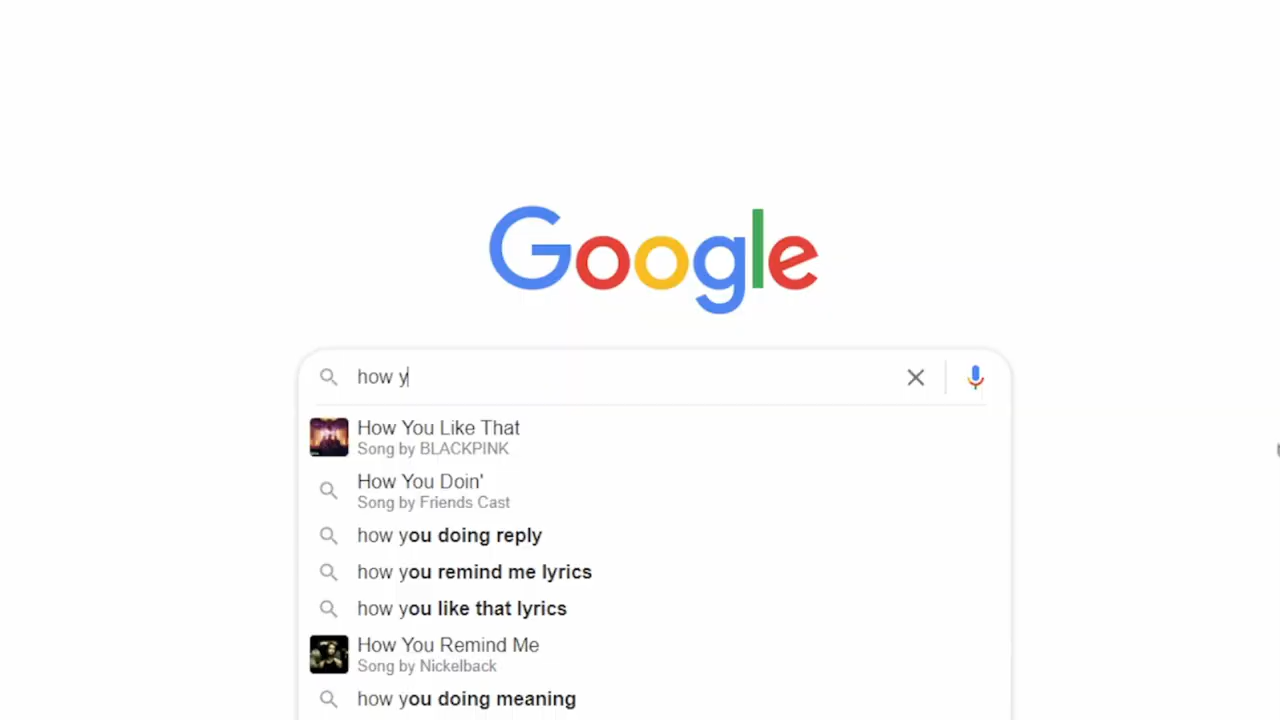 Google
how y
How You Like That
Song by BLACKPINK
How You Doin'
Song by Friends Cast
how you doing reply
how you remind me lyrics
how you like that lyrics
How You Remind Me
Song by Nickelback
how you doing meaning